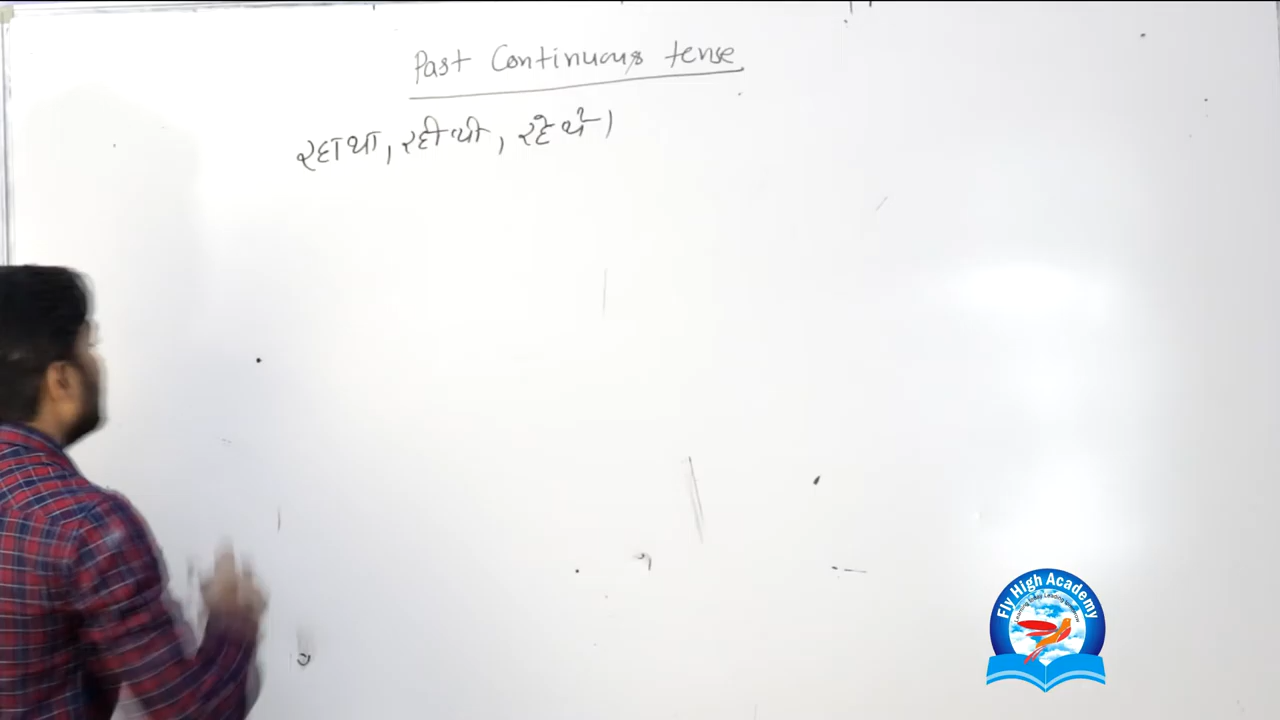 Past Continuous tense
रहा था, रही थी, रहे थे।
Fly High Academy